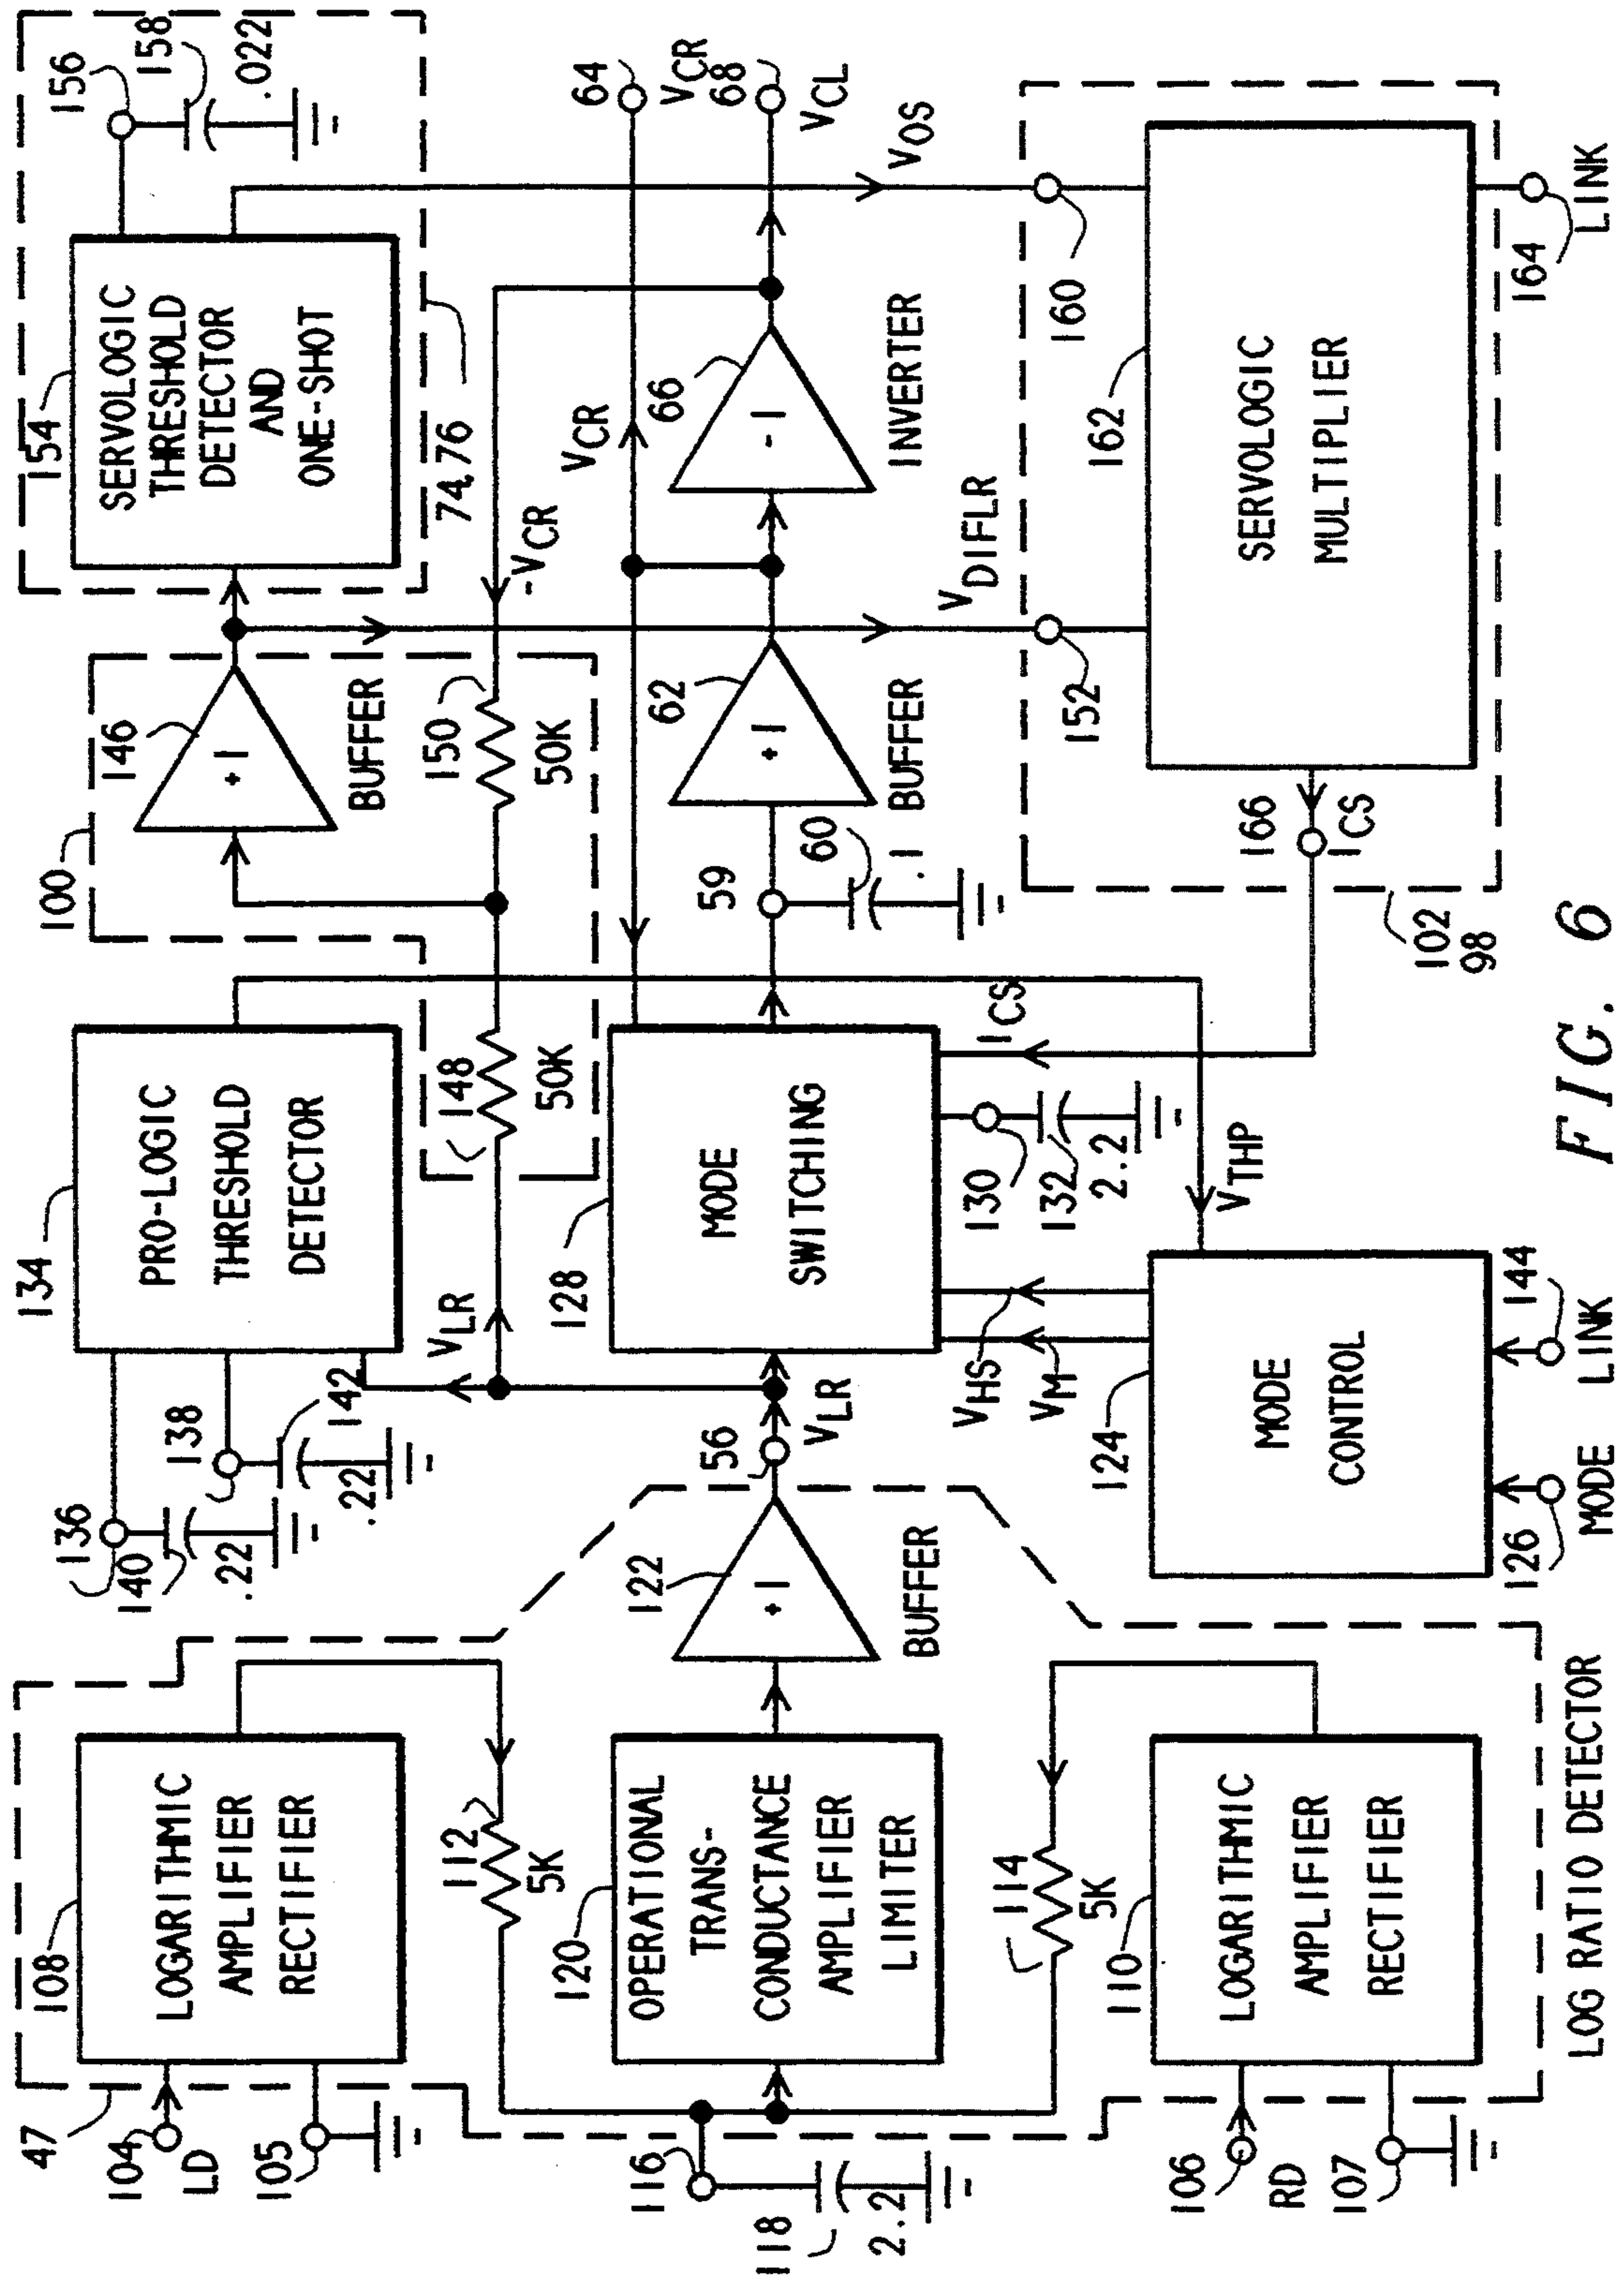 47
104
LD
105
108
LOGARITHMIC
AMPLIFIER
RECTIFIER
112
5K
116
118
2.2
120
OPERATIONAL
TRANS-
CONDUCTANCE
AMPLIFIER
LIMITER
122
+1
BUFFER
114
5K
106
RD
107
110
LOGARITHMIC
AMPLIFIER
RECTIFIER
LOG RATIO DETECTOR
136
140
.22
138
142
.22
134
PRO-LOGIC
THRESHOLD
DETECTOR
VLR
56
VLR
148
50K
128
MODE
SWITCHING
VHS
VM
130
132
2.2
ICS
VTHP
124
MODE
CONTROL
126
MODE
144
LINK
100
146
+1
BUFFER
150
50K
-VCR
59
60
.1
62
+1
BUFFER
VCR
66
-1
INVERTER
154
SERVOLOGIC
THRESHOLD
DETECTOR
AND
ONE-SHOT
74,76
156
158
.022
64
VCR
68
VCL
VOS
VDIFLR
152
160
162
SERVOLOGIC
MULTIPLIER
164
LINK
166
ICS
102
98
FIG. 6